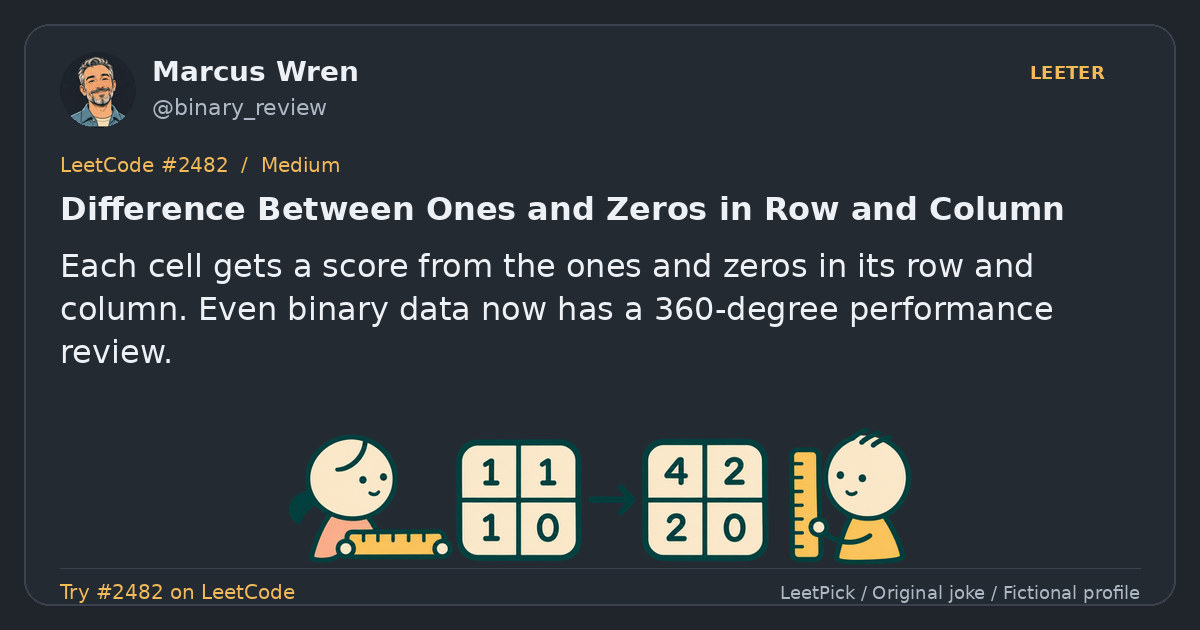 Marcus Wren
LEETER
@binary_review
LeetCode #2482 / Medium
Difference Between Ones and Zeros in Row and Column
Each cell gets a score from the ones and zeros in its row and
column. Even binary data now has a 360-degree performance
review.
1 1 4 2
1 0 2 0
Try #2482 on LeetCode
LeetPick / Original joke / Fictional profile